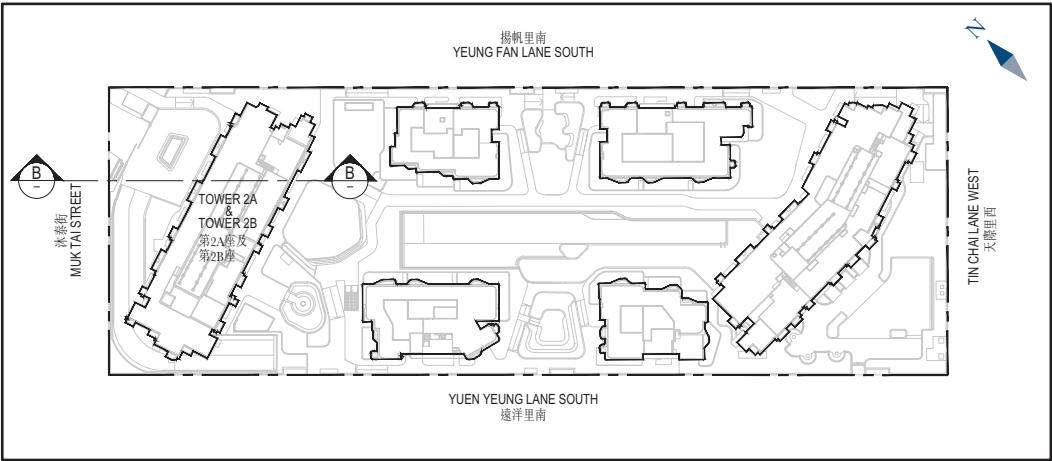 揚帆里南
YEUNG FAN LANE SOUTH
N
B
–
B
–
TOWER 2A
&
TOWER 2B
第2A座及
第2B座
沐泰街
MUK TAI STREET
TIN CHAI LANE WEST
天際里西
YUEN YEUNG LANE SOUTH
遠洋里南